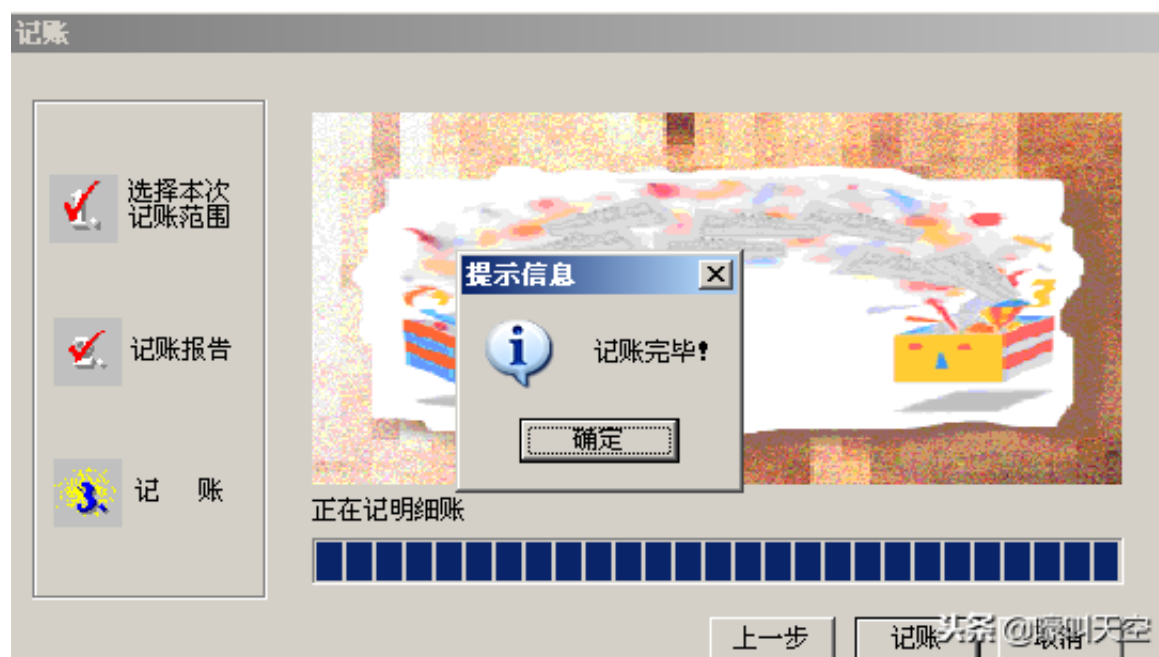 记账
选择本次
记账范围
记账报告
3
记 账
提示信息
记账完毕!
确定
正在记明细账
上一步
记账
取消
头条 @嚎叫天空